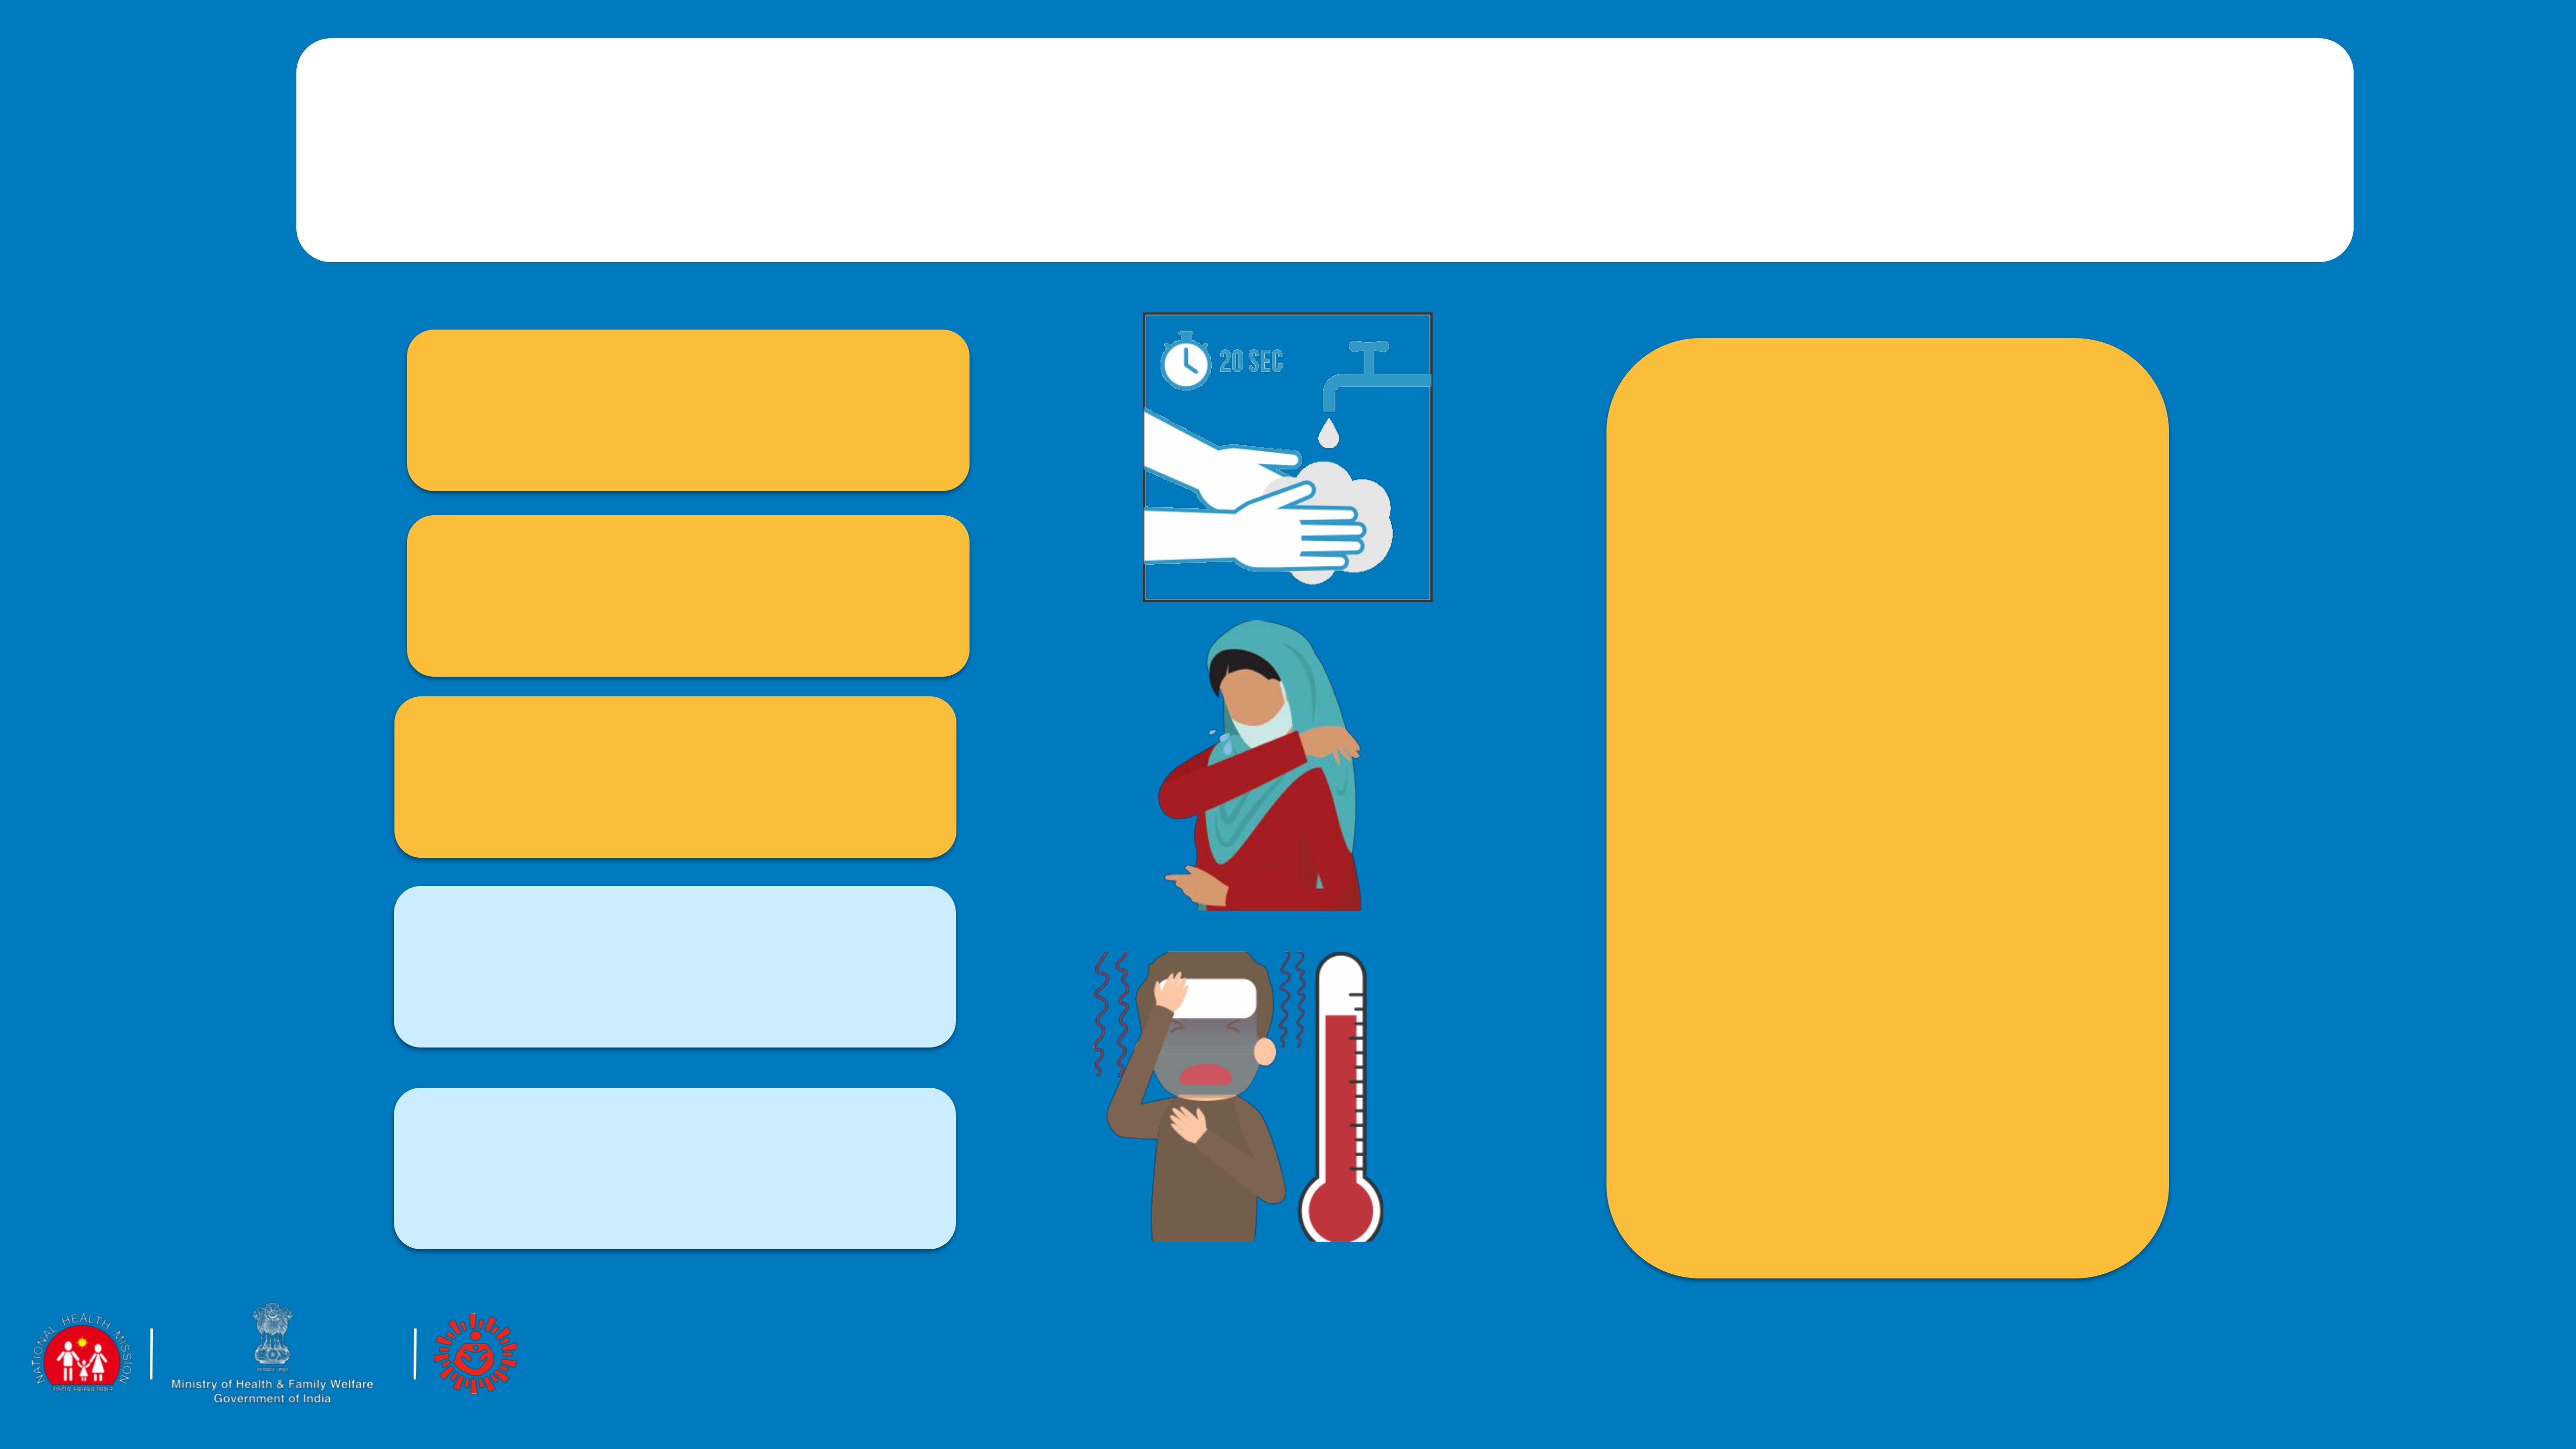 20 SEC
NATIONAL HEALTH MISSION
Ministry of Health & Family Welfare
Government of India